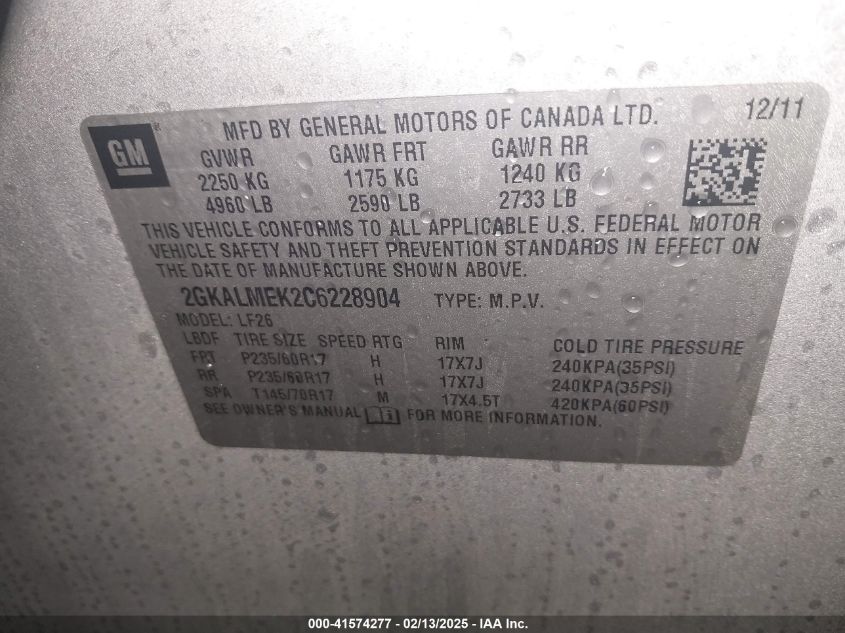 GM
MFD BY GENERAL MOTORS OF CANADA LTD. 12/11
GVWR GAWR FRT GAWR RR
2250 KG 1175 KG 1240 KG
4960 LB 2590 LB 2733 LB
THIS VEHICLE CONFORMS TO ALL APPLICABLE U.S. FEDERAL MOTOR
VEHICLE SAFETY AND THEFT PREVENTION STANDARDS IN EFFECT ON
THE DATE OF MANUFACTURE SHOWN ABOVE.
2GKALMEK2C6228904 TYPE: M.P.V.
MODEL: LF26
LBDF TIRE SIZE SPEED RTG RIM COLD TIRE PRESSURE
FRT P235/60R17 H 17X7J 240KPA(35PSI)
RR P235/60R17 H 17X7J 240KPA(35PSI)
SPA T145/70R17 M 17X4.5T 420KPA(60PSI)
SEE OWNER'S MANUAL FOR MORE INFORMATION.
000-41574277 - 02/13/2025 - IAA Inc.